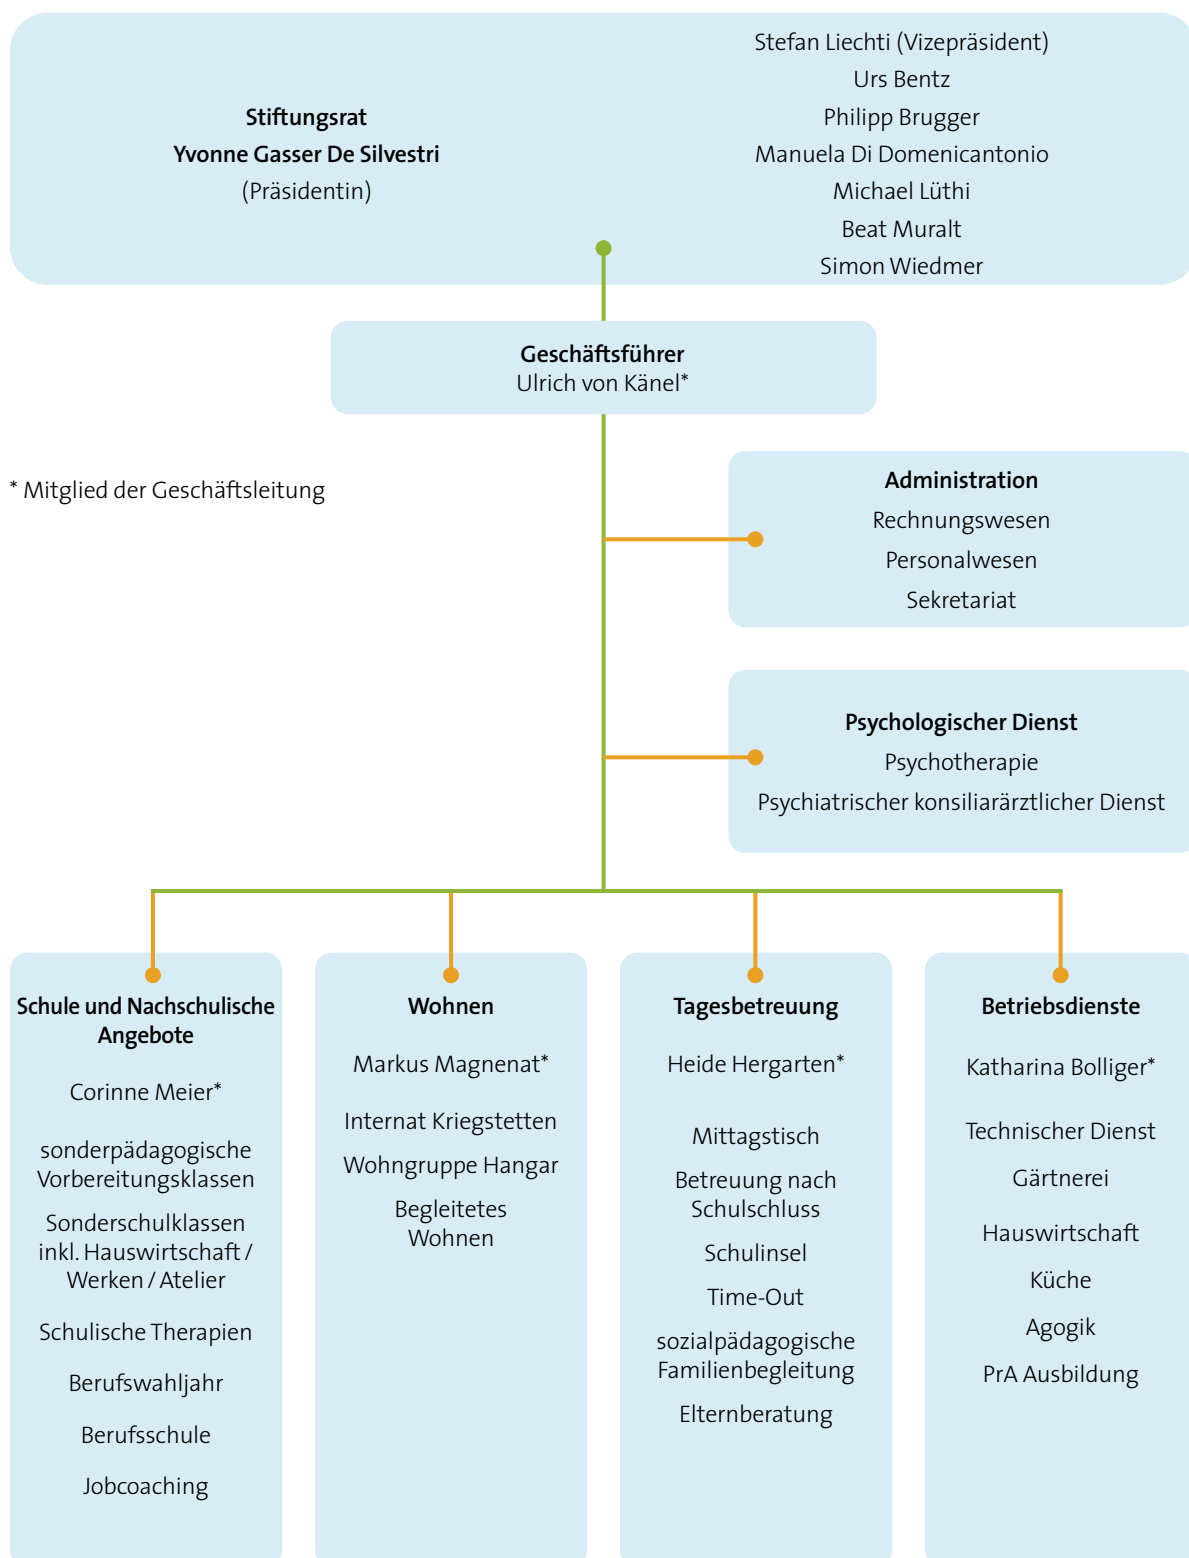 Stiftungsrat
Yvonne Gasser De Silvestri
(Präsidentin)
Stefan Liechti (Vizepräsident)
Urs Bentz
Philipp Brugger
Manuela Di Domenicantonio
Michael Lüthi
Beat Muralt
Simon Wiedmer
Geschäftsführer
Ulrich von Känel*
* Mitglied der Geschäftsleitung
Administration
Rechnungswesen
Personalwesen
Sekretariat
Psychologischer Dienst
Psychotherapie
Psychiatrischer konsiliarärztlicher Dienst
Schule und Nachschulische
Angebote
Corinne Meier*
sonderpädagogische
Vorbereitungsklassen
Sonderschulklassen
inkl. Hauswirtschaft /
Werken / Atelier
Schulische Therapien
Berufswahljahr
Berufsschule
Jobcoaching
Wohnen
Markus Magnenat*
Internat Kriegstetten
Wohngruppe Hangar
Begleitetes
Wohnen
Tagesbetreuung
Heide Hergarten*
Mittagstisch
Betreuung nach
Schulschluss
Schulinsel
Time-Out
sozialpädagogische
Familienbegleitung
Elternberatung
Betriebsdienste
Katharina Bolliger*
Technischer Dienst
Gärtnerei
Hauswirtschaft
Küche
Agogik
PrA Ausbildung